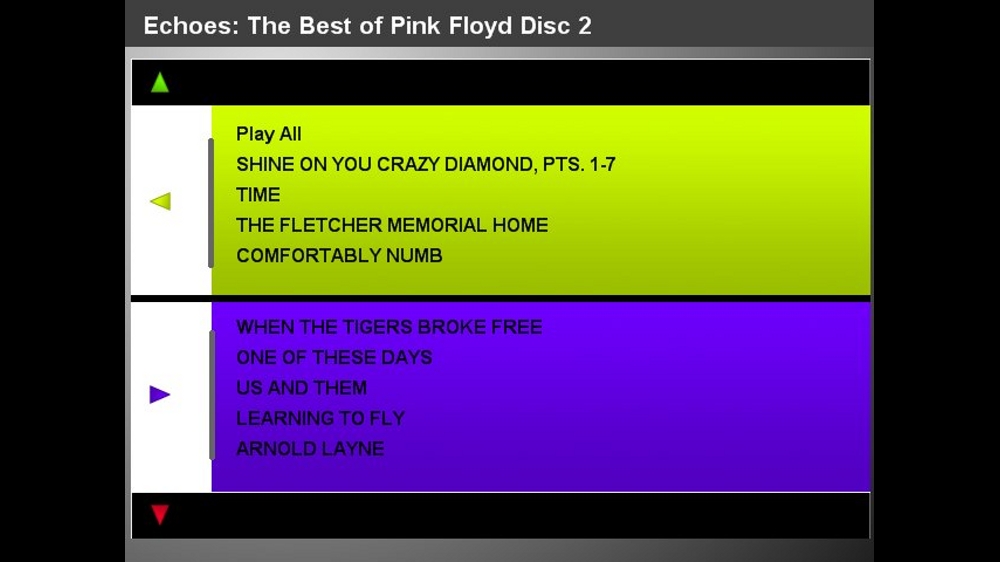 Echoes: The Best of Pink Floyd Disc 2
Play All
SHINE ON YOU CRAZY DIAMOND, PTS. 1-7
TIME
THE FLETCHER MEMORIAL HOME
COMFORTABLY NUMB
WHEN THE TIGERS BROKE FREE
ONE OF THESE DAYS
US AND THEM
LEARNING TO FLY
ARNOLD LAYNE